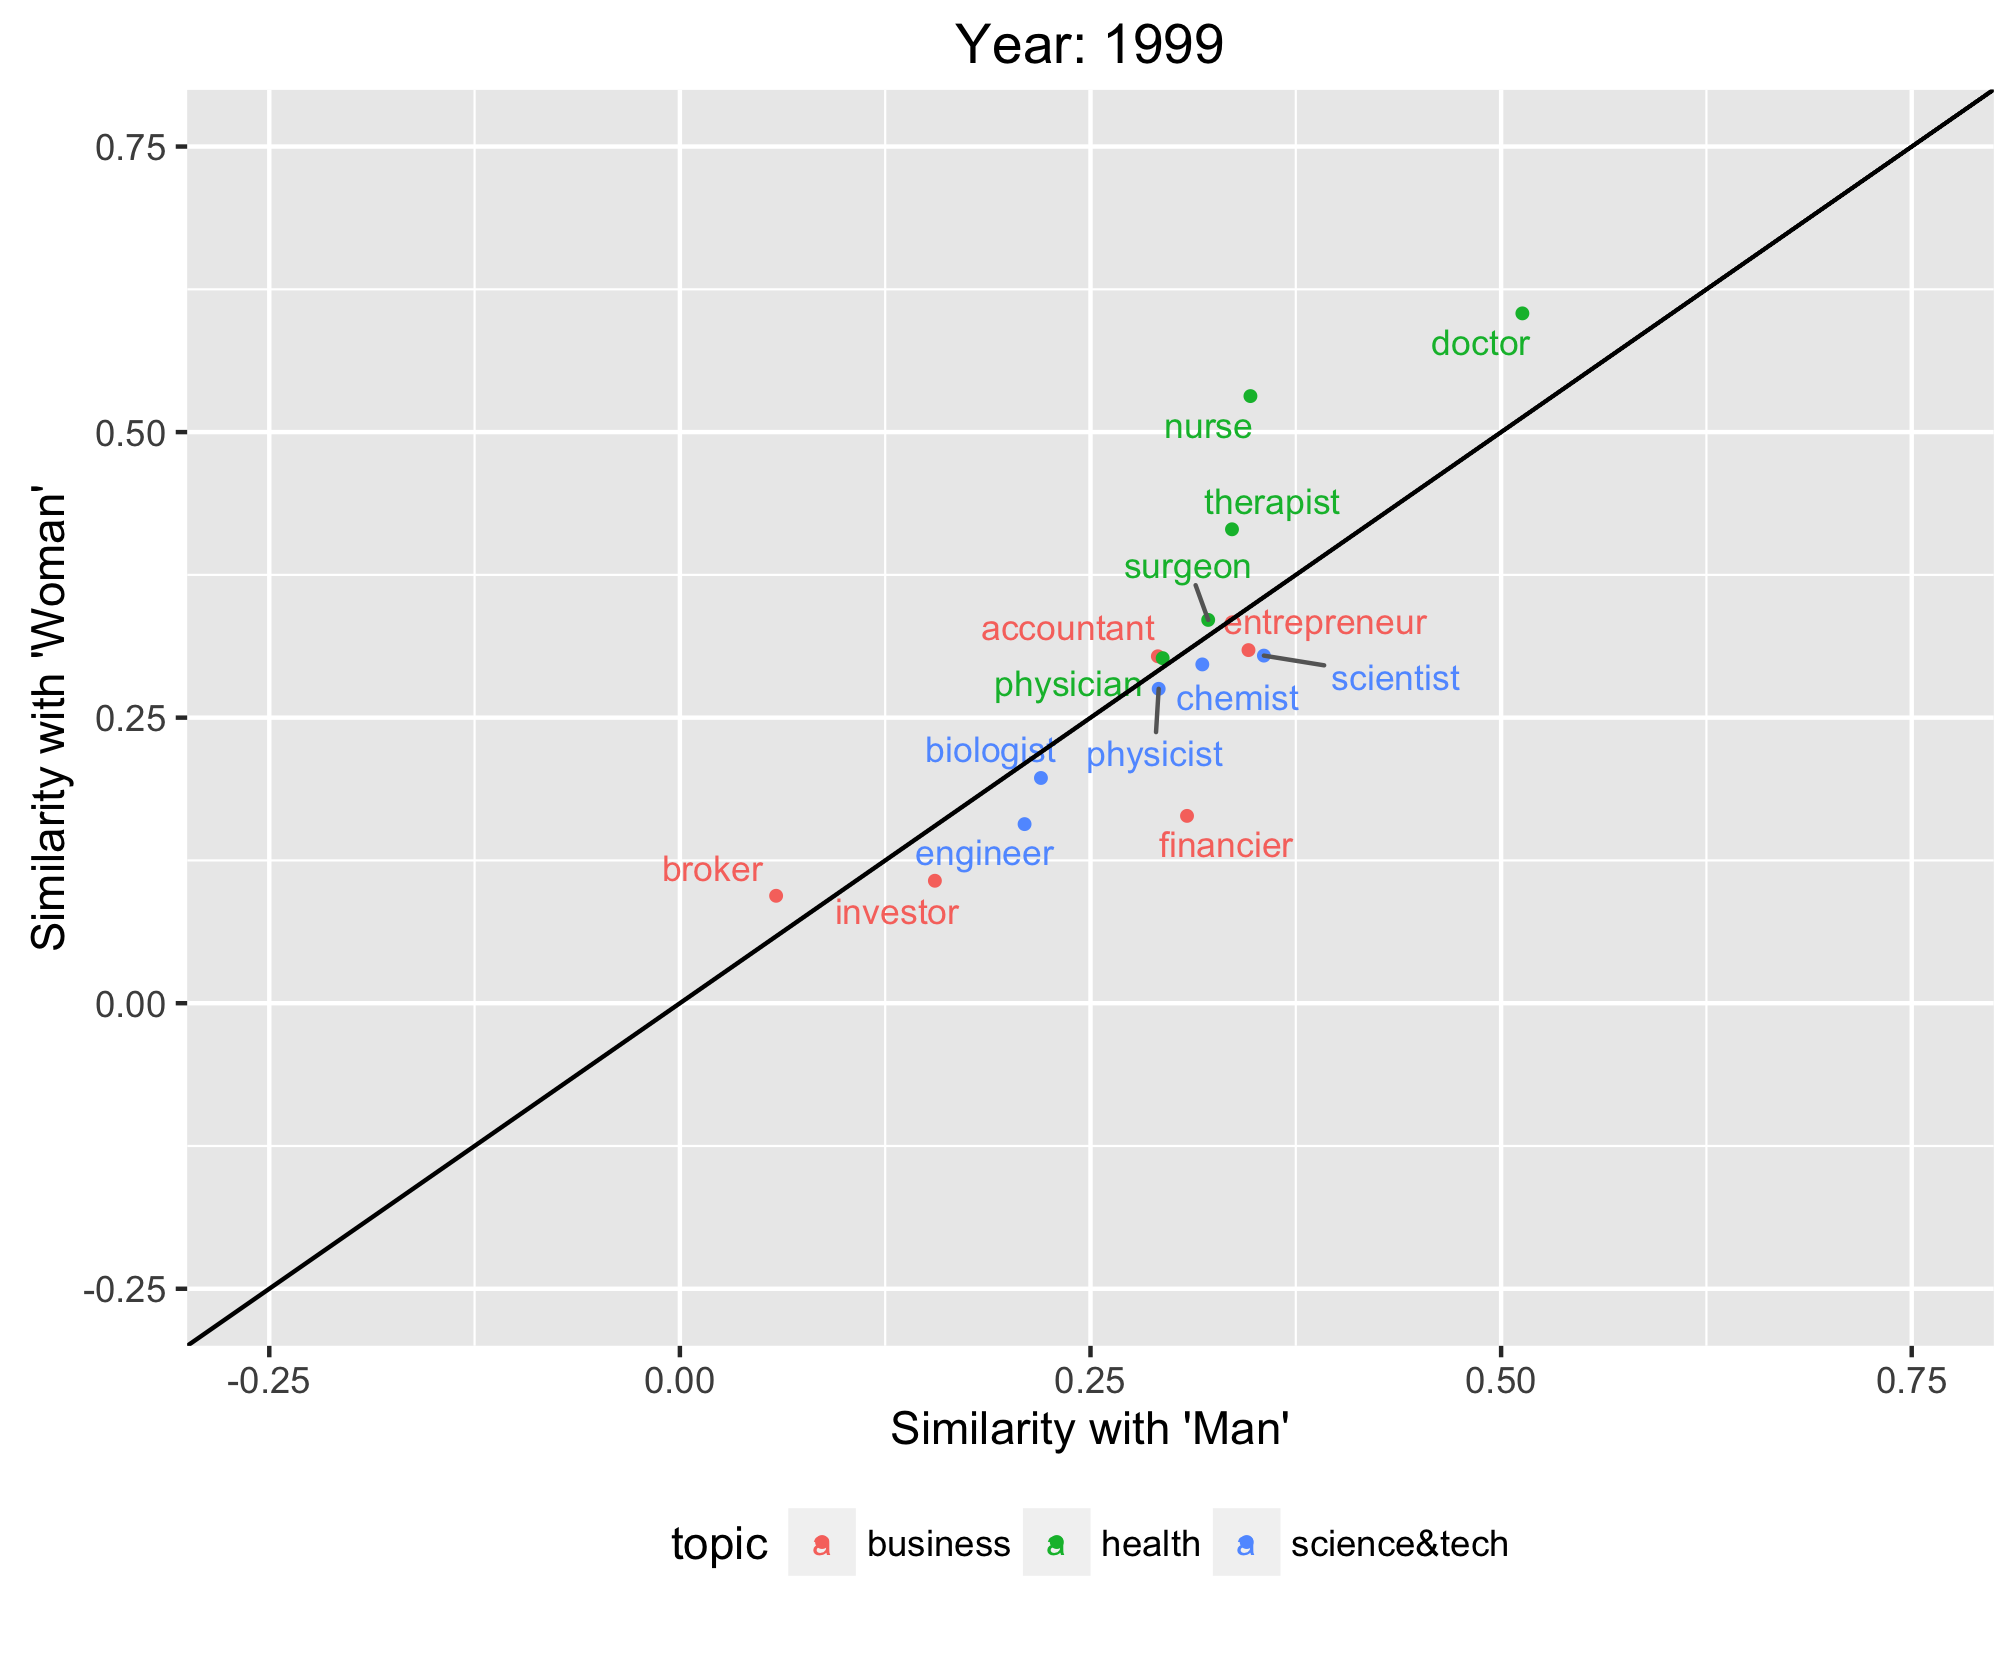 Year: 1999
0.75
0.50
0.25
0.00
-0.25
Similarity with 'Woman'
doctor
nurse
therapist
surgeon
accountant
entrepreneur
physician
scientist
chemist
biologist
physicist
engineer
financier
broker
investor
-0.25 0.00 0.25 0.50 0.75
Similarity with 'Man'
topic a business a health a science&tech